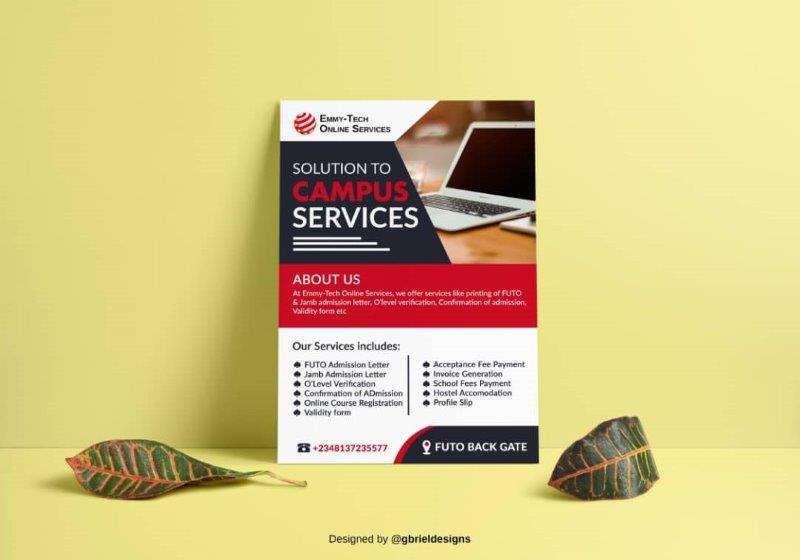 EMMY-TECH
ONLINE SERVICES
SOLUTION TO
CAMPUS
SERVICES
ABOUT US
At Emmy-Tech Online Services, we offer services like printing of FUTO
& Jamb admission letter, O'level verification, Confirmation of admission,
Validity form etc
Our Services includes:
FUTO Admission Letter
Jamb Admission Letter
O'Level Verification
Confirmation of ADmission
Online Course Registration
Validity form
Acceptance Fee Payment
Invoice Generation
School Fees Payment
Hostel Accomodation
Profile Slip
+2348137235577
FUTO BACK GATE
Designed by @gbrieldesigns